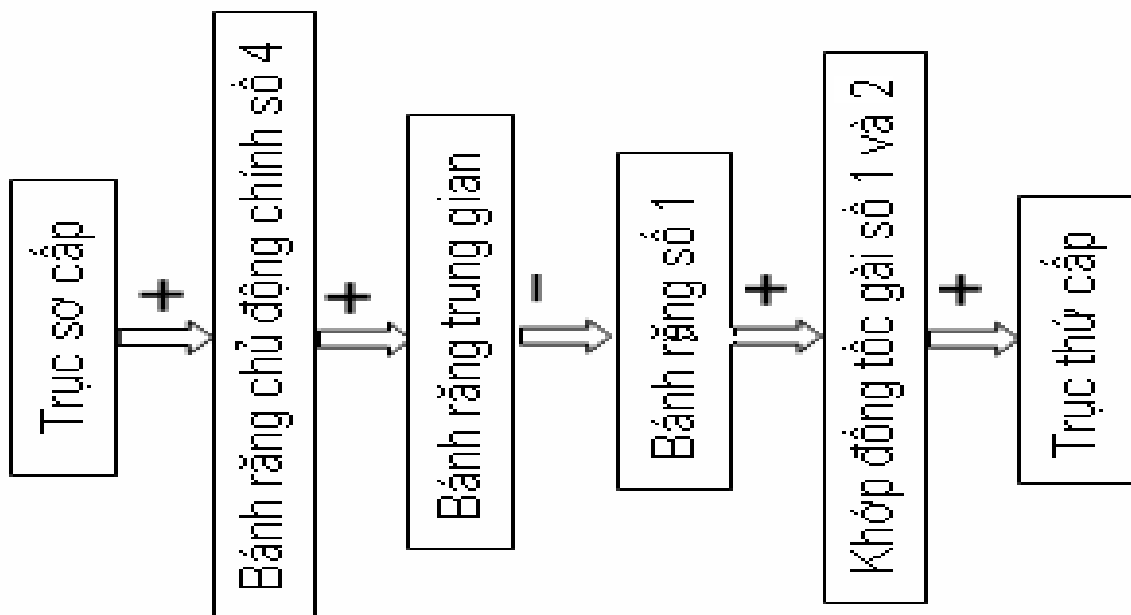 Trục sơ cấp
+
Bánh răng chủ động chính số 4
+
Bánh răng trung gian
-
Bánh răng số 1
+
Khớp đồng tốc gài số 1 và 2
+
Trục thứ cấp